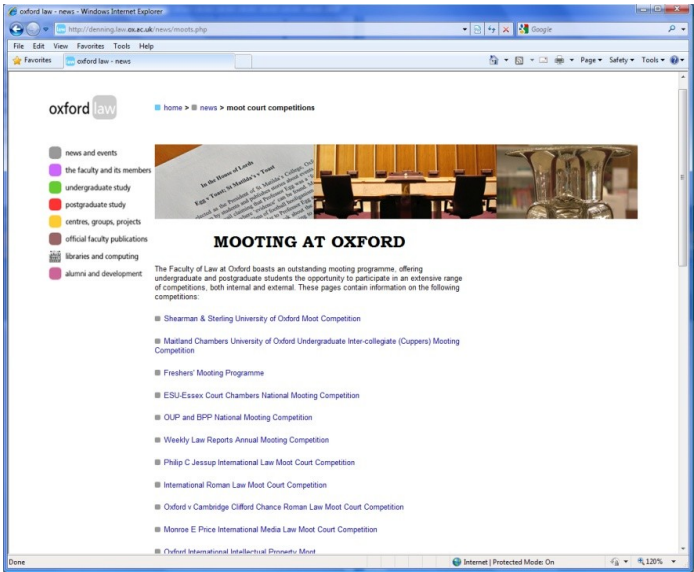 oxford law - news - Windows Internet Explorer
http://denning.law.ox.ac.uk/news/moots.php
Google
File Edit View Favorites Tools Help
Favorites
oxford law - news
Page
Safety
Tools
oxford law
home > news > moot court competitions
news and events
the faculty and its members
undergraduate study
postgraduate study
centres, groups, projects
official faculty publications
libraries and computing
alumni and development
In the House of Lords
Egg v Toast; St Matilda's v Toast
MOOTING AT OXFORD
The Faculty of Law at Oxford boasts an outstanding mooting programme, offering
undergraduate and postgraduate students the opportunity to participate in an extensive range
of competitions, both internal and external. These pages contain information on the following
competitions:
Shearman & Sterling University of Oxford Moot Competition
Maitland Chambers University of Oxford Undergraduate Inter-collegiate (Cuppers) Mooting
Competition
Freshers' Mooting Programme
ESU-Essex Court Chambers National Mooting Competition
OUP and BPP National Mooting Competition
Weekly Law Reports Annual Mooting Competition
Philip C Jessup International Law Moot Court Competition
International Roman Law Moot Court Competition
Oxford v Cambridge Clifford Chance Roman Law Moot Court Competition
Monroe E Price International Media Law Moot Court Competition
Oxford International Intellectual Property Moot
Done
Internet | Protected Mode: On
120%